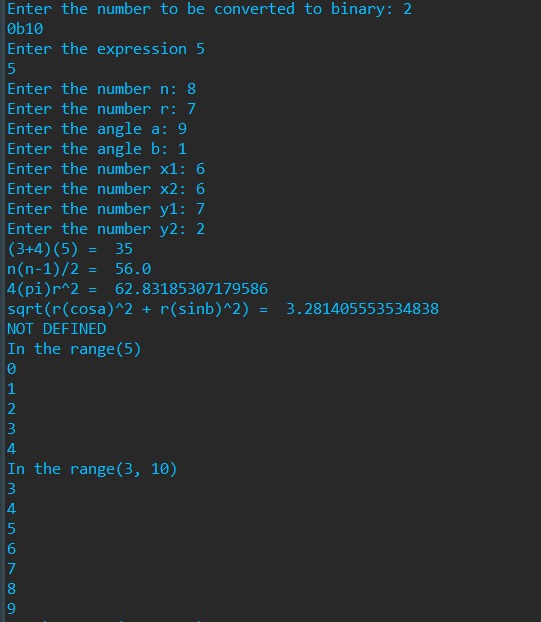 Enter the number to be converted to binary: 2
0b10
Enter the expression 5
5
Enter the number n: 8
Enter the number r: 7
Enter the angle a: 9
Enter the angle b: 1
Enter the number x1: 6
Enter the number x2: 6
Enter the number y1: 7
Enter the number y2: 2
(3+4)(5) =  35
n(n-1)/2 =  56.0
4(pi)r^2 =  62.83185307179586
sqrt(r(cosa)^2 + r(sinb)^2) =  3.281405553534838
NOT DEFINED
In the range(5)
0
1
2
3
4
In the range(3, 10)
3
4
5
6
7
8
9